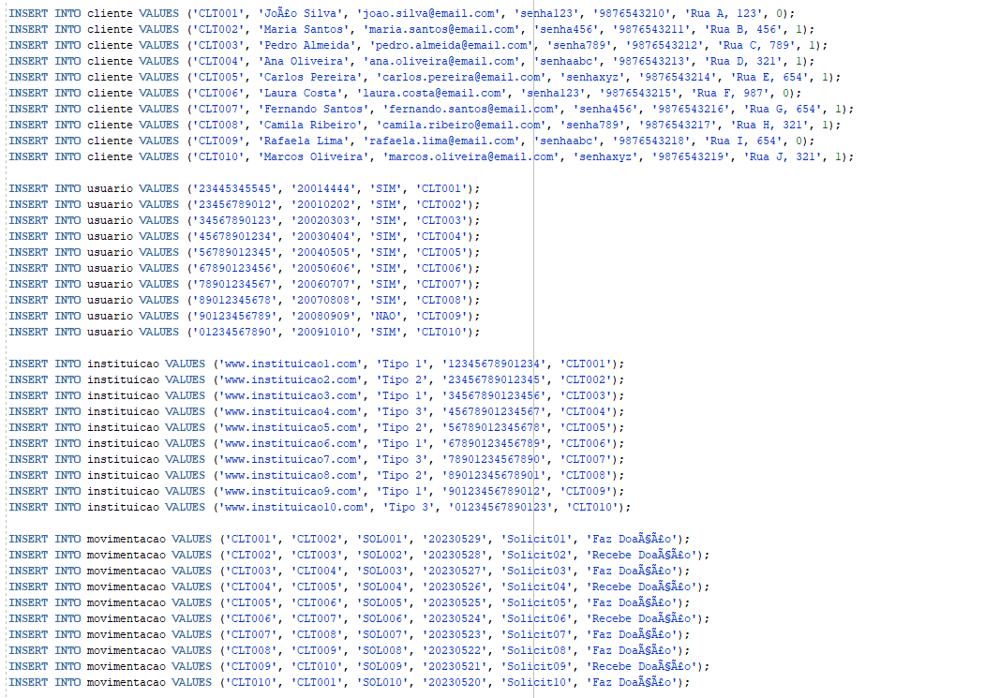 INSERT INTO cliente VALUES ('CLT001', 'JoÃ£o Silva', 'joao.silva@email.com', 'senha123', '9876543210', 'Rua A, 123', 0);
INSERT INTO cliente VALUES ('CLT002', 'Maria Santos', 'maria.santos@email.com', 'senha456', '9876543211', 'Rua B, 456', 1);
INSERT INTO cliente VALUES ('CLT003', 'Pedro Almeida', 'pedro.almeida@email.com', 'senha789', '9876543212', 'Rua C, 789', 1);
INSERT INTO cliente VALUES ('CLT004', 'Ana Oliveira', 'ana.oliveira@email.com', 'senhaabc', '9876543213', 'Rua D, 321', 1);
INSERT INTO cliente VALUES ('CLT005', 'Carlos Pereira', 'carlos.pereira@email.com', 'senhaxyz', '9876543214', 'Rua E, 654', 1);
INSERT INTO cliente VALUES ('CLT006', 'Laura Costa', 'laura.costa@email.com', 'senha123', '9876543215', 'Rua F, 987', 0);
INSERT INTO cliente VALUES ('CLT007', 'Fernando Santos', 'fernando.santos@email.com', 'senha456', '9876543216', 'Rua G, 654', 1);
INSERT INTO cliente VALUES ('CLT008', 'Camila Ribeiro', 'camila.ribeiro@email.com', 'senha789', '9876543217', 'Rua H, 321', 1);
INSERT INTO cliente VALUES ('CLT009', 'Rafaela Lima', 'rafaela.lima@email.com', 'senhaabc', '9876543218', 'Rua I, 654', 0);
INSERT INTO cliente VALUES ('CLT010', 'Marcos Oliveira', 'marcos.oliveira@email.com', 'senhaxyz', '9876543219', 'Rua J, 321', 1);
INSERT INTO usuario VALUES ('23445345545', '20014444', 'SIM', 'CLT001');
INSERT INTO usuario VALUES ('23456789012', '20010202', 'SIM', 'CLT002');
INSERT INTO usuario VALUES ('34567890123', '20020303', 'SIM', 'CLT003');
INSERT INTO usuario VALUES ('45678901234', '20030404', 'SIM', 'CLT004');
INSERT INTO usuario VALUES ('56789012345', '20040505', 'SIM', 'CLT005');
INSERT INTO usuario VALUES ('67890123456', '20050606', 'SIM', 'CLT006');
INSERT INTO usuario VALUES ('78901234567', '20060707', 'SIM', 'CLT007');
INSERT INTO usuario VALUES ('89012345678', '20070808', 'SIM', 'CLT008');
INSERT INTO usuario VALUES ('90123456789', '20080909', 'NAO', 'CLT009');
INSERT INTO usuario VALUES ('01234567890', '20091010', 'SIM', 'CLT010');
INSERT INTO instituicao VALUES ('www.instituicao1.com', 'Tipo 1', '12345678901234', 'CLT001');
INSERT INTO instituicao VALUES ('www.instituicao2.com', 'Tipo 2', '23456789012345', 'CLT002');
INSERT INTO instituicao VALUES ('www.instituicao3.com', 'Tipo 1', '34567890123456', 'CLT003');
INSERT INTO instituicao VALUES ('www.instituicao4.com', 'Tipo 3', '45678901234567', 'CLT004');
INSERT INTO instituicao VALUES ('www.instituicao5.com', 'Tipo 2', '56789012345678', 'CLT005');
INSERT INTO instituicao VALUES ('www.instituicao6.com', 'Tipo 1', '67890123456789', 'CLT006');
INSERT INTO instituicao VALUES ('www.instituicao7.com', 'Tipo 3', '78901234567890', 'CLT007');
INSERT INTO instituicao VALUES ('www.instituicao8.com', 'Tipo 2', '89012345678901', 'CLT008');
INSERT INTO instituicao VALUES ('www.instituicao9.com', 'Tipo 1', '90123456789012', 'CLT009');
INSERT INTO instituicao VALUES ('www.instituicao10.com', 'Tipo 3', '01234567890123', 'CLT010');
INSERT INTO movimentacao VALUES ('CLT001', 'CLT002', 'SOL001', '20230529', 'Solicit01', 'Faz DoaÃ§Ã£o');
INSERT INTO movimentacao VALUES ('CLT002', 'CLT003', 'SOL002', '20230528', 'Solicit02', 'Recebe DoaÃ§Ã£o');
INSERT INTO movimentacao VALUES ('CLT003', 'CLT004', 'SOL003', '20230527', 'Solicit03', 'Faz DoaÃ§Ã£o');
INSERT INTO movimentacao VALUES ('CLT004', 'CLT005', 'SOL004', '20230526', 'Solicit04', 'Recebe DoaÃ§Ã£o');
INSERT INTO movimentacao VALUES ('CLT005', 'CLT006', 'SOL005', '20230525', 'Solicit05', 'Faz DoaÃ§Ã£o');
INSERT INTO movimentacao VALUES ('CLT006', 'CLT007', 'SOL006', '20230524', 'Solicit06', 'Recebe DoaÃ§Ã£o');
INSERT INTO movimentacao VALUES ('CLT007', 'CLT008', 'SOL007', '20230523', 'Solicit07', 'Faz DoaÃ§Ã£o');
INSERT INTO movimentacao VALUES ('CLT008', 'CLT009', 'SOL008', '20230522', 'Solicit08', 'Faz DoaÃ§Ã£o');
INSERT INTO movimentacao VALUES ('CLT009', 'CLT010', 'SOL009', '20230521', 'Solicit09', 'Recebe DoaÃ§Ã£o');
INSERT INTO movimentacao VALUES ('CLT010', 'CLT001', 'SOL010', '20230520', 'Solicit10', 'Faz DoaÃ§Ã£o');